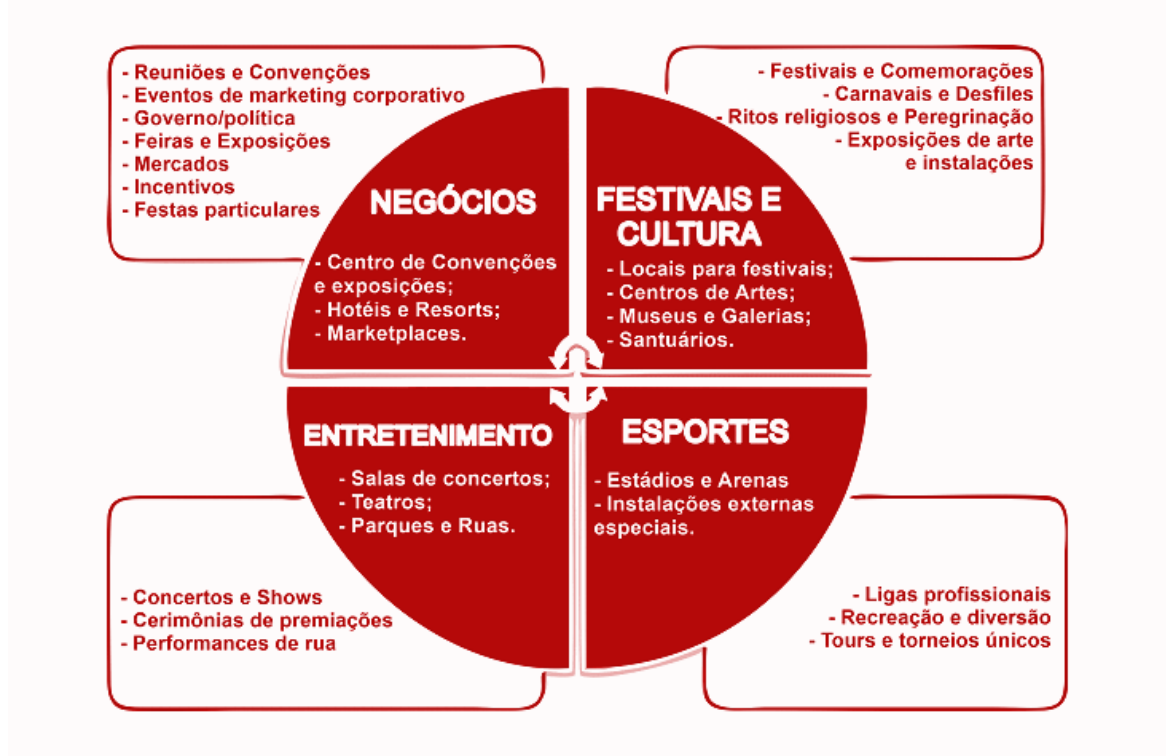 - Reuniões e Convenções
- Eventos de marketing corporativo
- Governo/política
- Feiras e Exposições
- Mercados
- Incentivos
- Festas particulares
- Festivais e Comemorações
- Carnavais e Desfiles
- Ritos religiosos e Peregrinação
- Exposições de arte
e instalações
NEGÓCIOS
- Centro de Convenções
e exposições;
- Hotéis e Resorts;
- Marketplaces.
FESTIVAIS E
CULTURA
- Locais para festivais;
- Centros de Artes;
- Museus e Galerias;
- Santuários.
ENTRETENIMENTO
- Salas de concertos;
- Teatros;
- Parques e Ruas.
ESPORTES
- Estádios e Arenas
- Instalações externas
especiais.
- Concertos e Shows
- Cerimônias de premiações
- Performances de rua
- Ligas profissionais
- Recreação e diversão
- Tours e torneios únicos